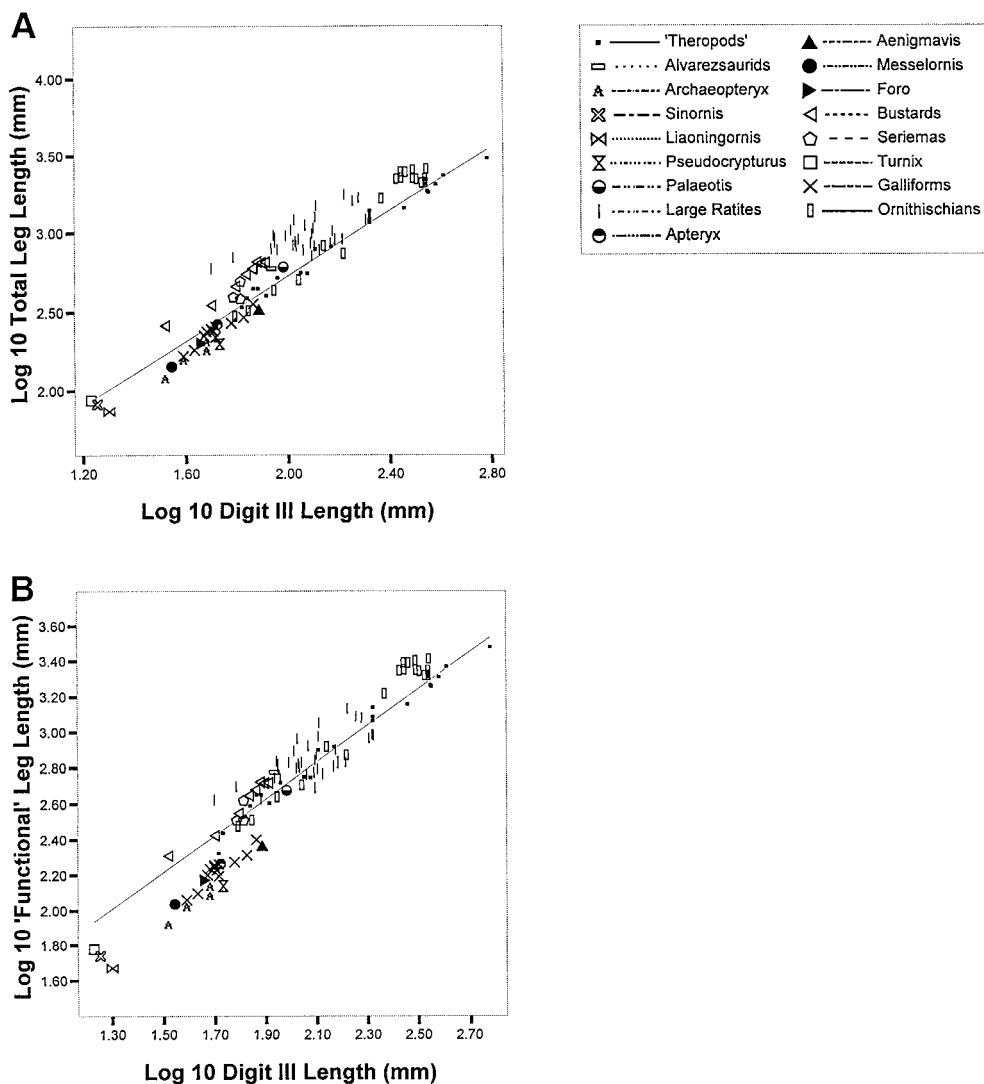 A
Log 10 Total Leg Length (mm)
4.00
3.50
3.00
2.50
2.00
1.20 1.60 2.00 2.40 2.80
Log 10 Digit III Length (mm)
'Theropods'
Alvarezsaurids
Archaeopteryx
Sinornis
Liaoningornis
Pseudocrypturus
Palaeotis
Large Ratites
Apteryx
Aenigmavis
Messelornis
Foro
Bustards
Seriemas
Turnix
Galliforms
Ornithischians
B
Log 10 'Functional' Leg Length (mm)
3.60
3.40
3.20
3.00
2.80
2.60
2.40
2.20
2.00
1.80
1.60
1.30 1.50 1.70 1.90 2.10 2.30 2.50 2.70
Log 10 Digit III Length (mm)